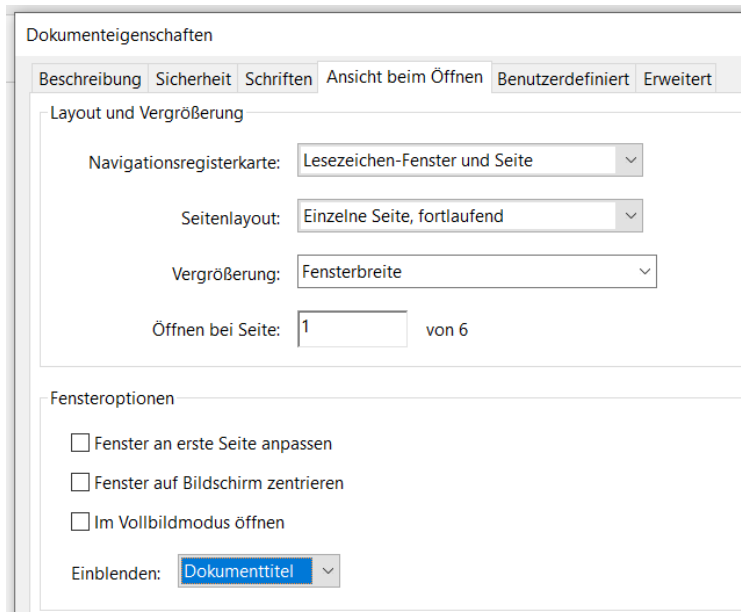 Dokumenteigenschaften
Beschreibung Sicherheit Schriften Ansicht beim Öffnen Benutzerdefiniert Erweitert
Layout und Vergrößerung
Navigationsregisterkarte: Lesezeichen-Fenster und Seite
Seitenlayout: Einzelne Seite, fortlaufend
Vergrößerung: Fensterbreite
Öffnen bei Seite: 1 von 6
Fensteroptionen
Fenster an erste Seite anpassen
Fenster auf Bildschirm zentrieren
Im Vollbildmodus öffnen
Einblenden: Dokumenttitel